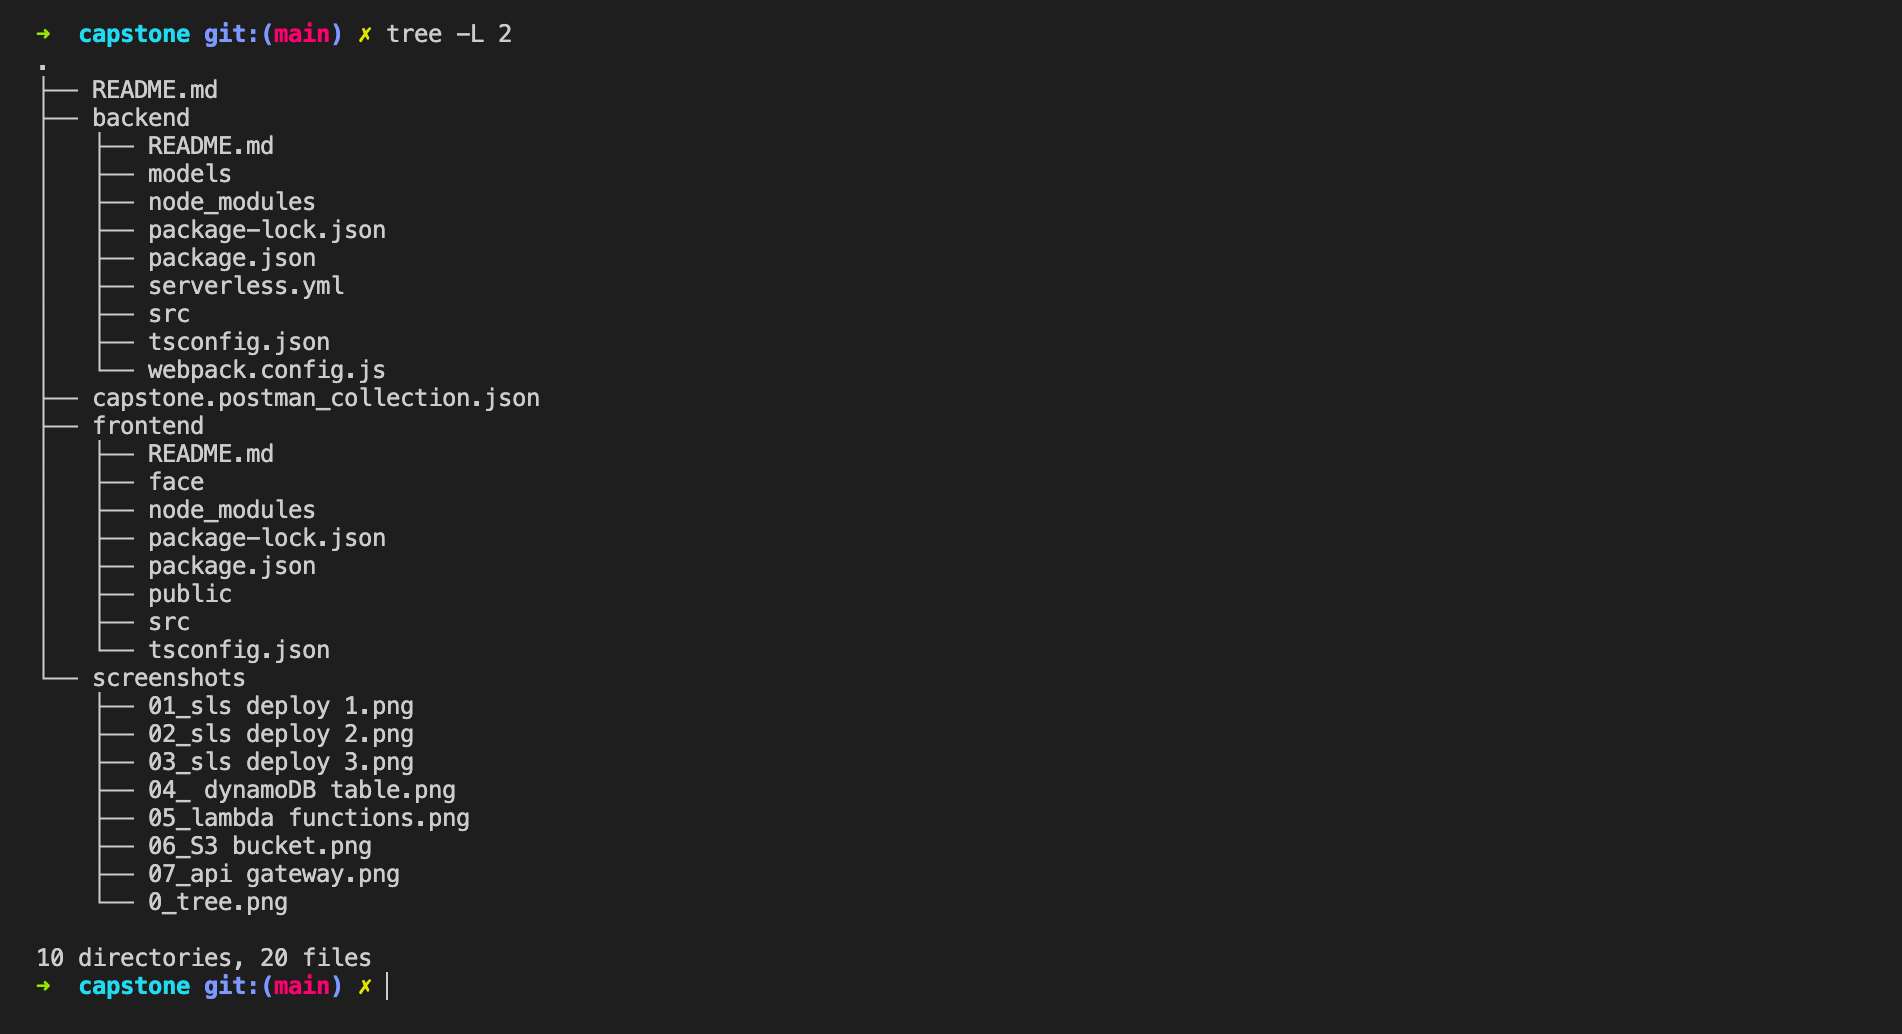 ➜  capstone git:(main) ✗ tree -L 2
.
├── README.md
├── backend
│   ├── README.md
│   ├── models
│   ├── node_modules
│   ├── package-lock.json
│   ├── package.json
│   ├── serverless.yml
│   ├── src
│   ├── tsconfig.json
│   └── webpack.config.js
├── capstone.postman_collection.json
├── frontend
│   ├── README.md
│   ├── face
│   ├── node_modules
│   ├── package-lock.json
│   ├── package.json
│   ├── public
│   ├── src
│   └── tsconfig.json
└── screenshots
    ├── 01_sls deploy 1.png
    ├── 02_sls deploy 2.png
    ├── 03_sls deploy 3.png
    ├── 04_ dynamoDB table.png
    ├── 05_lambda functions.png
    ├── 06_S3 bucket.png
    ├── 07_api gateway.png
    └── 0_tree.png

10 directories, 20 files
➜  capstone git:(main) ✗